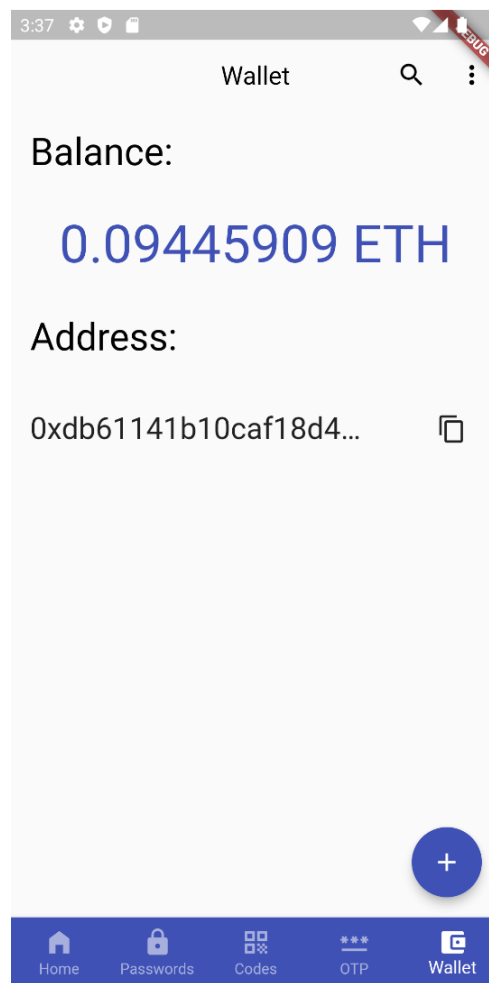 3:37
DEBUG
Wallet
Balance:
0.09445909 ETH
Address:
0xdb61141b10caf18d4...
+
Home
Passwords
Codes
***
OTP
Wallet